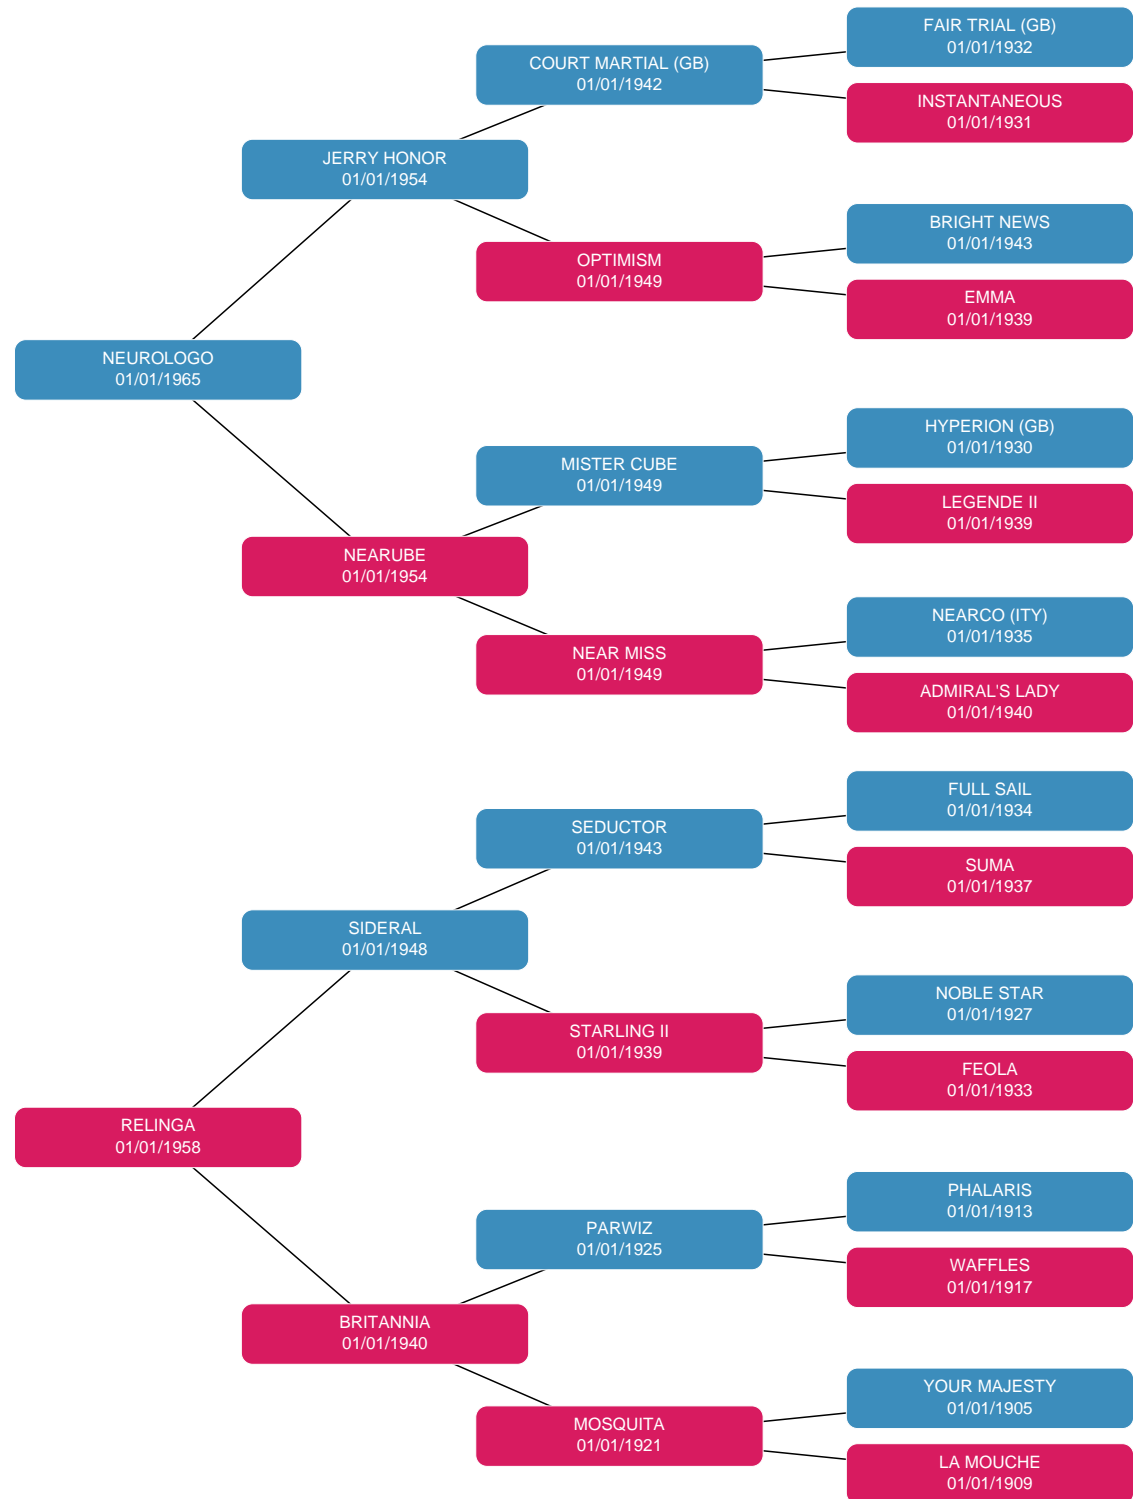 FAIR TRIAL (GB)
01/01/1932
COURT MARTIAL (GB)
01/01/1942
INSTANTANEOUS
01/01/1931
JERRY HONOR
01/01/1954
BRIGHT NEWS
01/01/1943
OPTIMISM
01/01/1949
EMMA
01/01/1939
NEUROLOGO
01/01/1965
HYPERION (GB)
01/01/1930
MISTER CUBE
01/01/1949
LEGENDE II
01/01/1939
NEARUBE
01/01/1954
NEARCO (ITY)
01/01/1935
NEAR MISS
01/01/1949
ADMIRAL'S LADY
01/01/1940
FULL SAIL
01/01/1934
SEDUCTOR
01/01/1943
SUMA
01/01/1937
SIDERAL
01/01/1948
NOBLE STAR
01/01/1927
STARLING II
01/01/1939
FEOLA
01/01/1933
RELINGA
01/01/1958
PHALARIS
01/01/1913
PARWIZ
01/01/1925
WAFFLES
01/01/1917
BRITANNIA
01/01/1940
YOUR MAJESTY
01/01/1905
MOSQUITA
01/01/1921
LA MOUCHE
01/01/1909